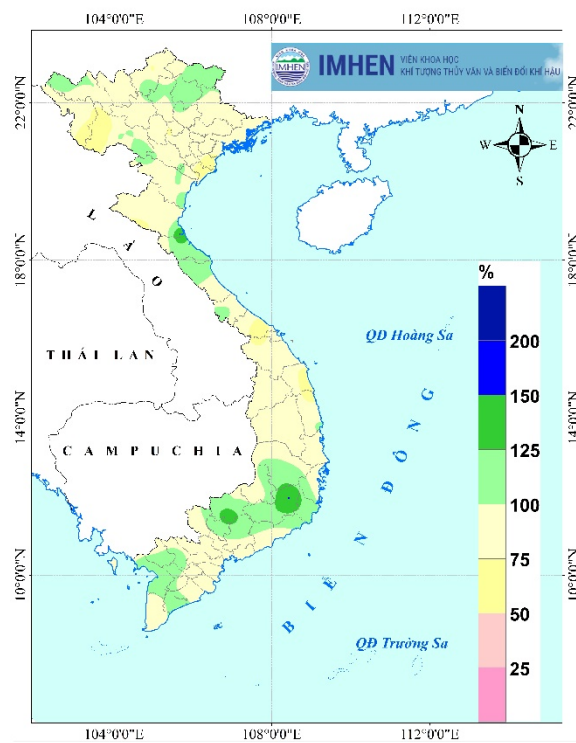 104°0'0"E 108°0'0"E 112°0'0"E
IMHEN
IMHEN
VIỆN KHOA HỌC
KHÍ TƯỢNG THỦY VĂN VÀ BIẾN ĐỔI KHÍ HẬU
22°0'0"N
22°0'0"N
N
W E
S
LÀO
18°0'0"N
18°0'0"N
%
200
150
125
100
75
50
25
THÁI LAN
QĐ Hoàng Sa
14°0'0"N
14°0'0"N
CAMPUCHIA
BIỂN ĐÔNG
10°0'0"N
10°0'0"N
QĐ Trường Sa
104°0'0"E 108°0'0"E 112°0'0"E